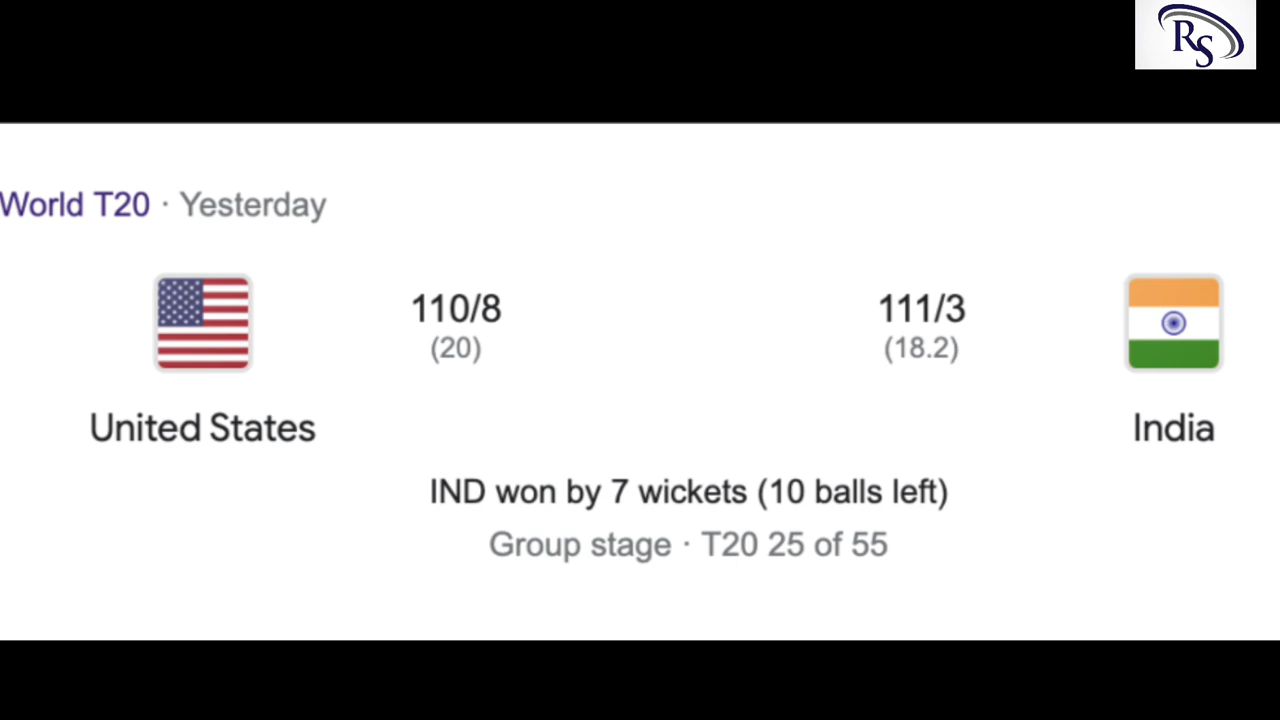 RS
World T20 · Yesterday
110/8
(20)
111/3
(18.2)
United States
India
IND won by 7 wickets (10 balls left)
Group stage · T20 25 of 55